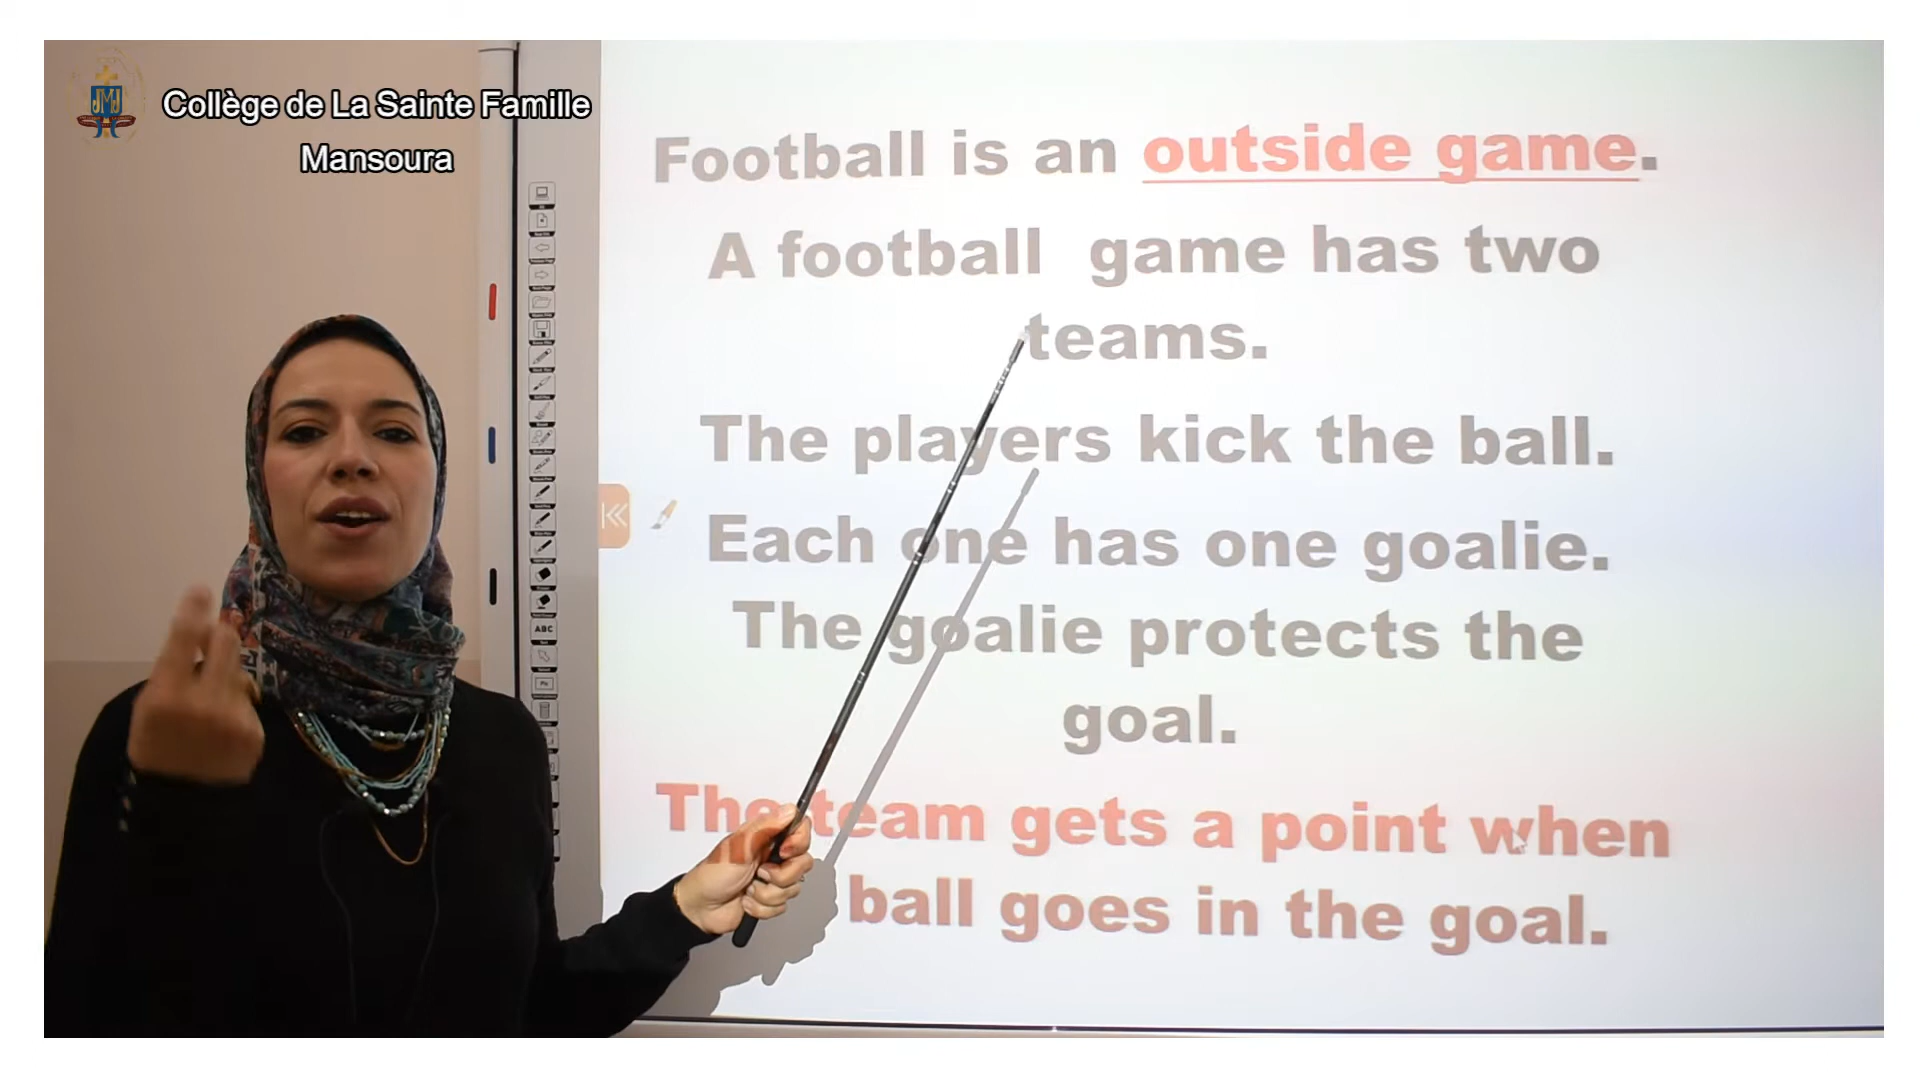 Collège de La Sainte Famille
Mansoura
Football is an outside game.
A football game has two
teams.
The players kick the ball.
Each one has one goalie.
The goalie protects the
goal.
The team gets a point when
ball goes in the goal.
ABC